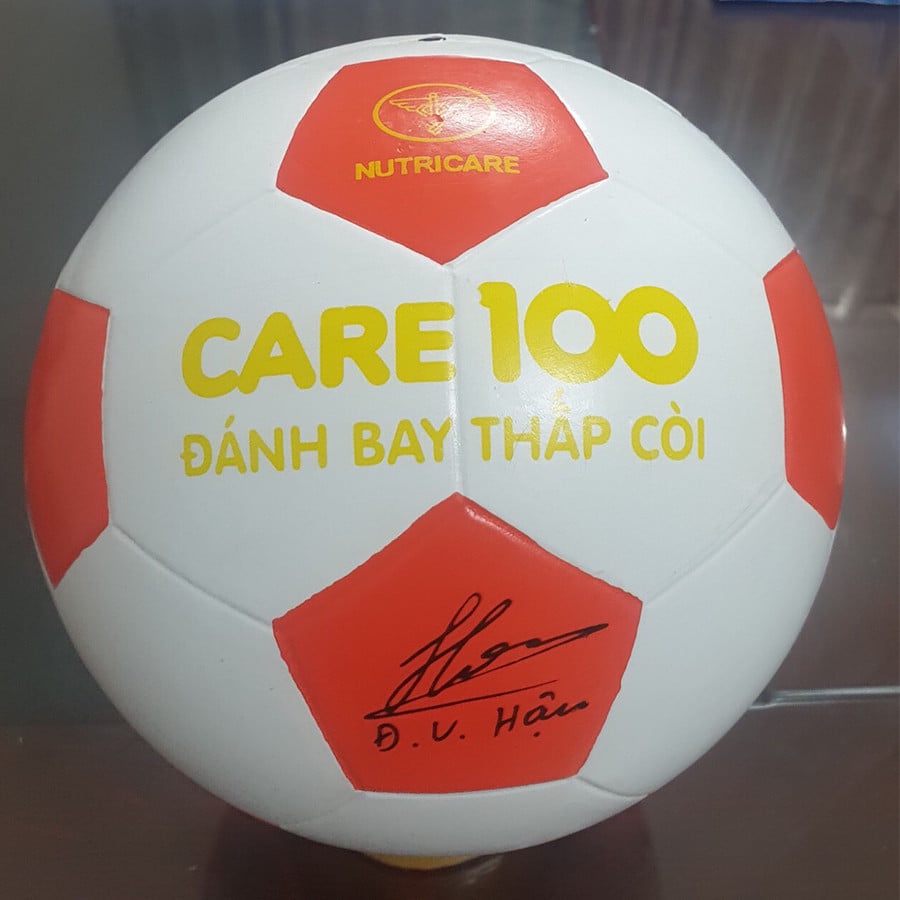 NUTRICARE
CARE 100
ĐÁNH BAY THẤP CÒI
Đ.V. Hậu